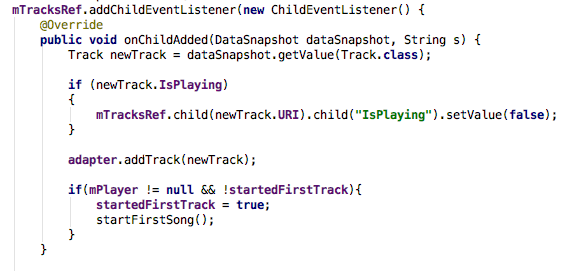 mTracksRef.addChildEventListener(new ChildEventListener() {
    @Override
    public void onChildAdded(DataSnapshot dataSnapshot, String s) {
        Track newTrack = dataSnapshot.getValue(Track.class);

        if (newTrack.IsPlaying)
        {
            mTracksRef.child(newTrack.URI).child("IsPlaying").setValue(false);
        }

        adapter.addTrack(newTrack);

        if(mPlayer != null && !startedFirstTrack){
            startedFirstTrack = true;
            startFirstSong();
        }
    }